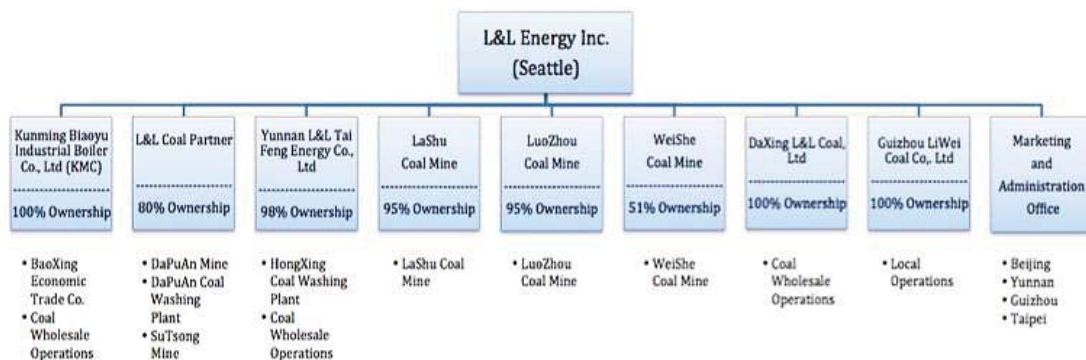 L&L Energy Inc.
(Seattle)
Kunming Biaoyu
Industrial Boiler
Co., Ltd (KMC)
100% Ownership
L&L Coal Partner
80% Ownership
Yunnan L&L Tai
Feng Energy Co.,
Ltd
98% Ownership
LaShu
Coal Mine
95% Ownership
LuoZhou
Coal Mine
95% Ownership
WeiShe
Coal Mine
51% Ownership
DaXing L&L Coal,
Ltd
100% Ownership
Guizhou LiWei
Coal Co,. Ltd
100% Ownership
Marketing
and
Administration
Office
• BaoXing
Economic
Trade Co.
• Coal
Wholesale
Operations
• DaPuAn Mine
• DaPuAn Coal
Washing
Plant
• SuTsong
Mine
• HongXing
Coal Washing
Plant
• Coal
Wholesale
Operations
• LaShu Coal
Mine
• LuoZhou
Coal Mine
• WeiShe
Coal Mine
• Coal
Wholesale
Operations
• Local
Operations
• Beijing
• Yunnan
• Guizhou
• Taipei